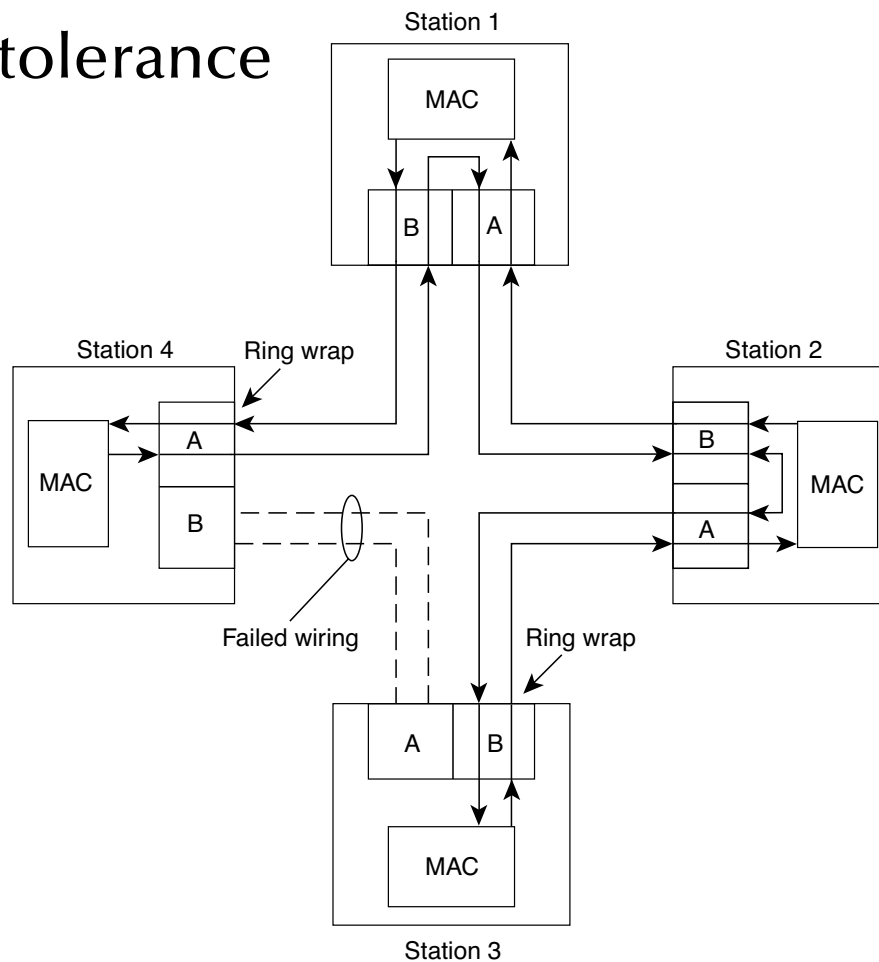 tolerance
Station 1
MAC
B
A
Station 4
Ring wrap
Station 2
A
B
MAC
MAC
B
A
Failed wiring
Ring wrap
A
B
MAC
Station 3